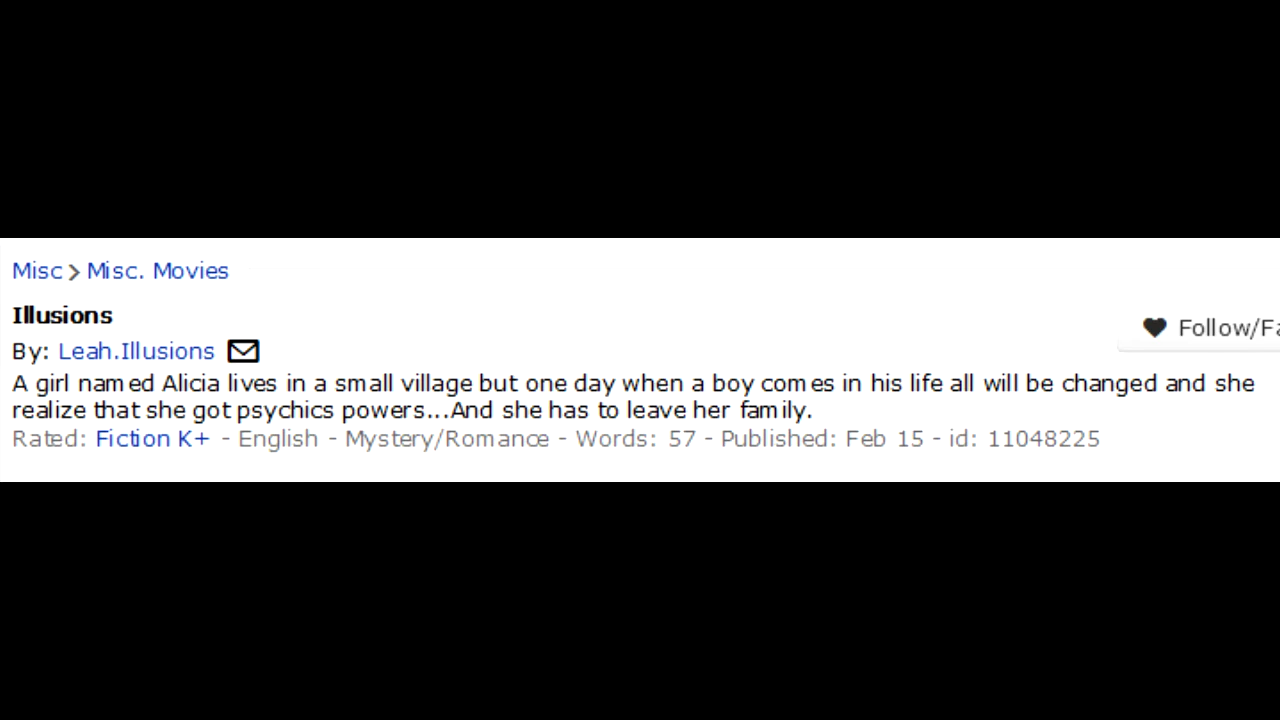 Misc > Misc. Movies
Illusions
Follow/Fa
By: Leah.Illusions
A girl named Alicia lives in a small village but one day when a boy comes in his life all will be changed and she
realize that she got psychics powers...And she has to leave her family.
Rated: Fiction K+ - English - Mystery/Romance - Words: 57 - Published: Feb 15 - id: 11048225